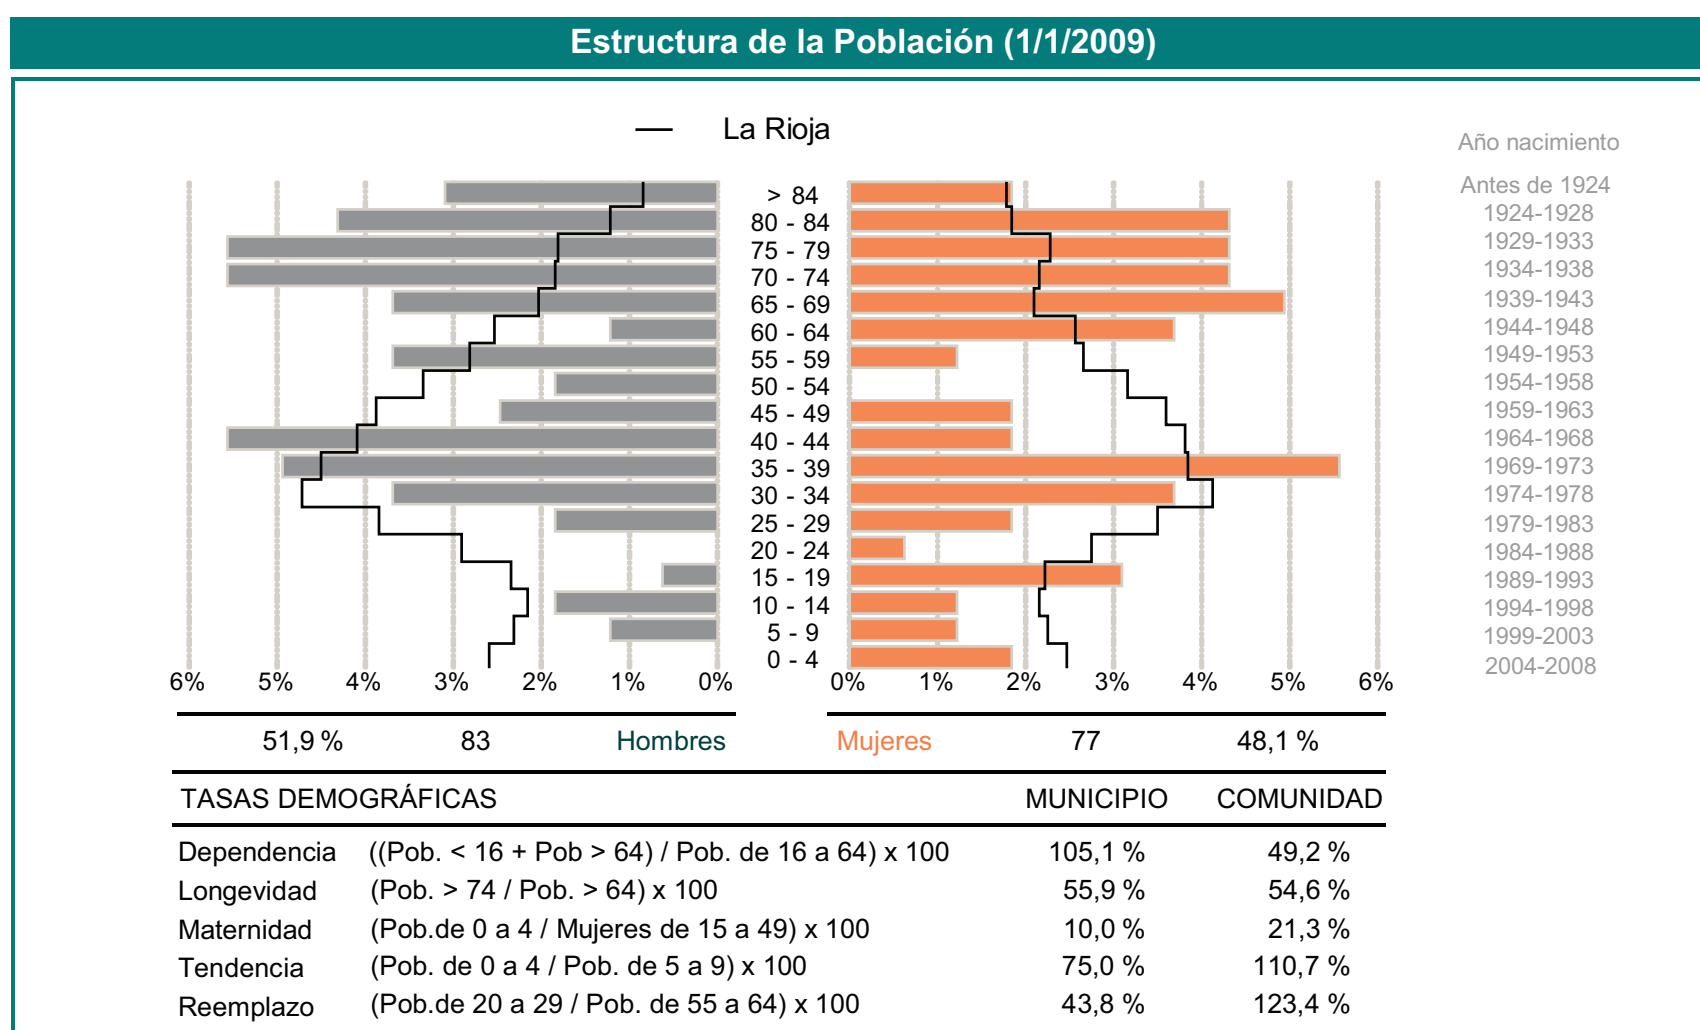 Estructura de la Población (1/1/2009)
La Rioja
Año nacimiento
> 84 Antes de 1924
80 - 84 1924-1928
75 - 79 1929-1933
70 - 74 1934-1938
65 - 69 1939-1943
60 - 64 1944-1948
55 - 59 1949-1953
50 - 54 1954-1958
45 - 49 1959-1963
40 - 44 1964-1968
35 - 39 1969-1973
30 - 34 1974-1978
25 - 29 1979-1983
20 - 24 1984-1988
15 - 19 1989-1993
10 - 14 1994-1998
5 - 9 1999-2003
0 - 4 2004-2008
6% 5% 4% 3% 2% 1% 0% 0% 1% 2% 3% 4% 5% 6%
51,9 % 83 Hombres Mujeres 77 48,1 %
TASAS DEMOGRÁFICAS MUNICIPIO COMUNIDAD
Dependencia ((Pob. < 16 + Pob > 64) / Pob. de 16 a 64) x 100 105,1 % 49,2 %
Longevidad (Pob. > 74 / Pob. > 64) x 100 55,9 % 54,6 %
Maternidad (Pob.de 0 a 4 / Mujeres de 15 a 49) x 100 10,0 % 21,3 %
Tendencia (Pob. de 0 a 4 / Pob. de 5 a 9) x 100 75,0 % 110,7 %
Reemplazo (Pob.de 20 a 29 / Pob. de 55 a 64) x 100 43,8 % 123,4 %